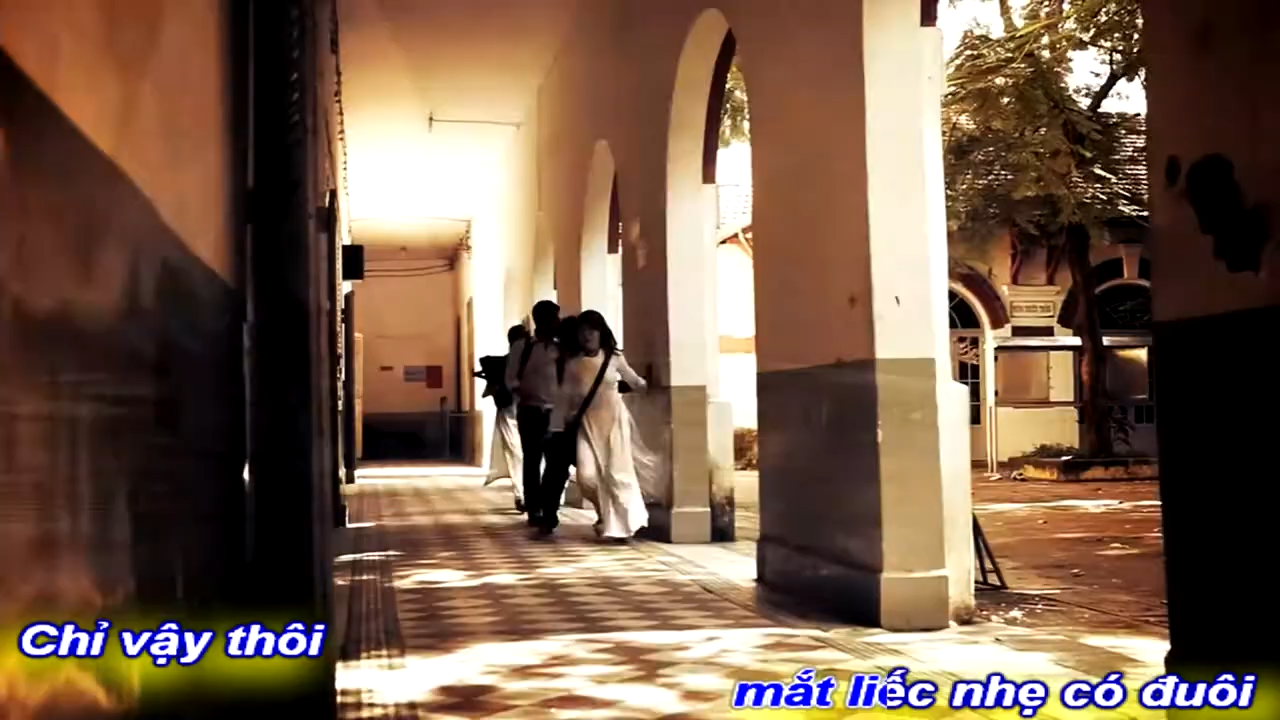 Chỉ vậy thôi
mắt liếc nhẹ có đuôi